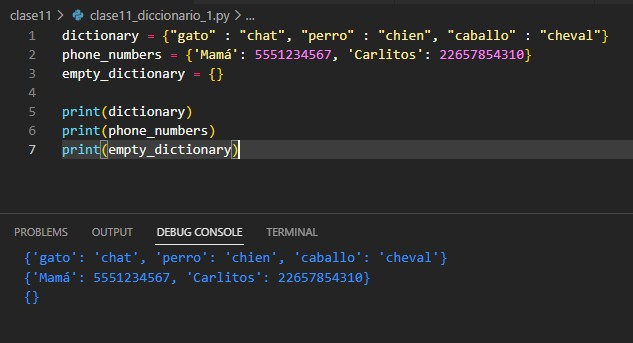 clase11 > clase11_diccionario_1.py > ...
1 dictionary = {"gato" : "chat", "perro" : "chien", "caballo" : "cheval"}
2 phone_numbers = {'Mamá': 5551234567, 'Carlitos': 22657854310}
3 empty_dictionary = {}
4
5 print(dictionary)
6 print(phone_numbers)
7 print(empty_dictionary)
PROBLEMS OUTPUT DEBUG CONSOLE TERMINAL
{'gato': 'chat', 'perro': 'chien', 'caballo': 'cheval'}
{'Mamá': 5551234567, 'Carlitos': 22657854310}
{}